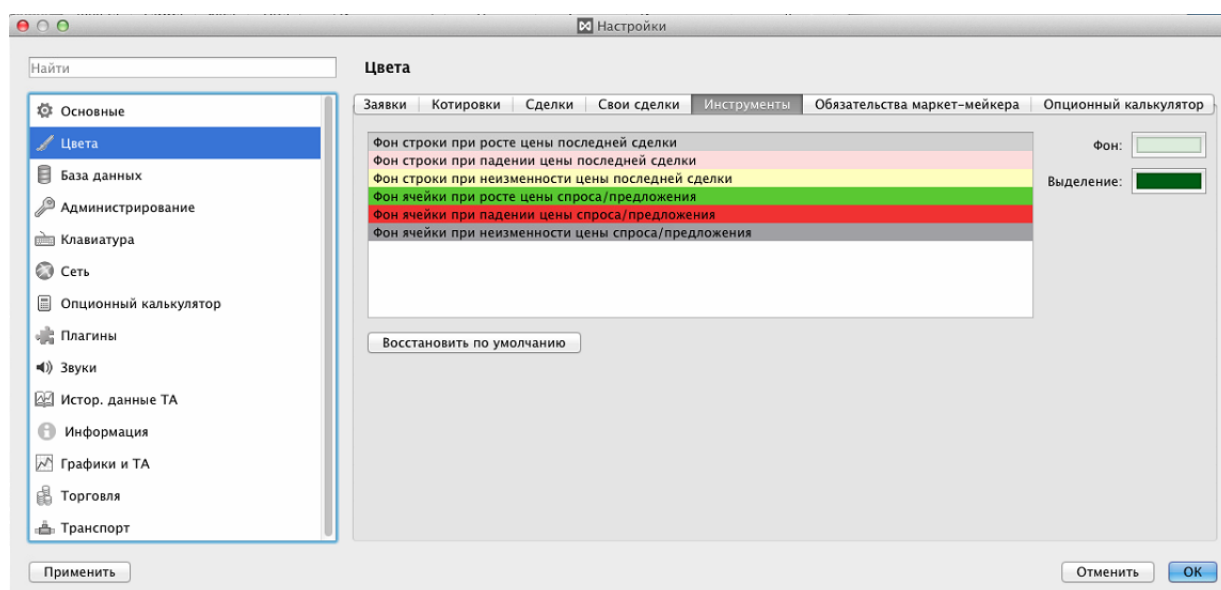 Настройки
Найти
Основные
Цвета
База данных
Администрирование
Клавиатура
Сеть
Опционный калькулятор
Плагины
Звуки
Истор. данные ТА
Информация
Графики и ТА
Торговля
Транспорт
Цвета
Заявки Котировки Сделки Свои сделки Инструменты Обязательства маркет-мейкера Опционный калькулятор
Фон строки при росте цены последней сделки
Фон строки при падении цены последней сделки
Фон строки при неизменности цены последней сделки
Фон ячейки при росте цены спроса/предложения
Фон ячейки при падении цены спроса/предложения
Фон ячейки при неизменности цены спроса/предложения
Фон:
Выделение:
Восстановить по умолчанию
Применить Отменить OK